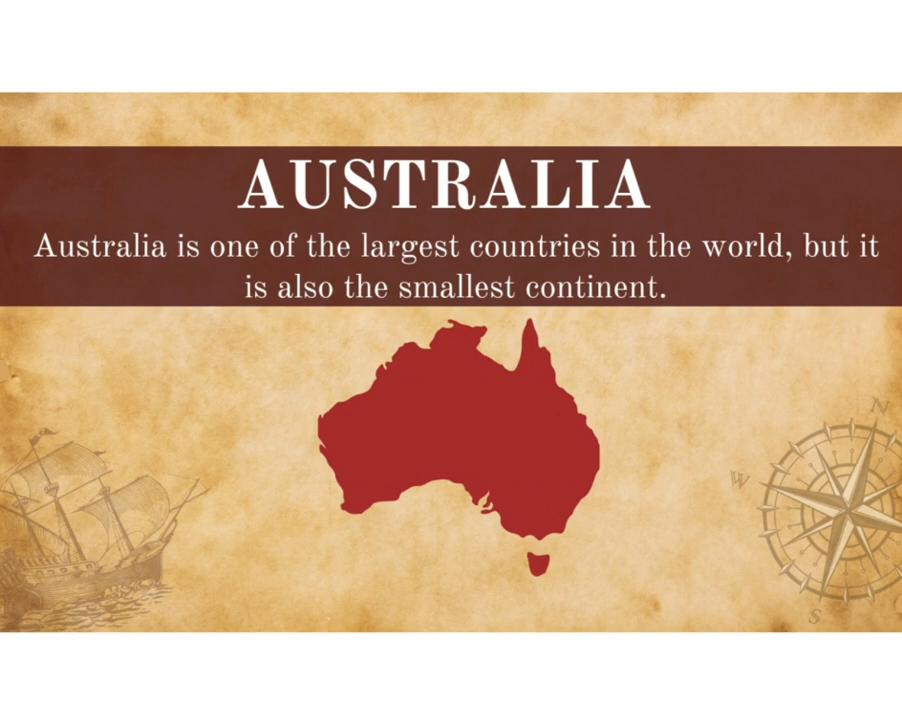 AUSTRALIA
Australia is one of the largest countries in the world, but it
is also the smallest continent.
N
W
S